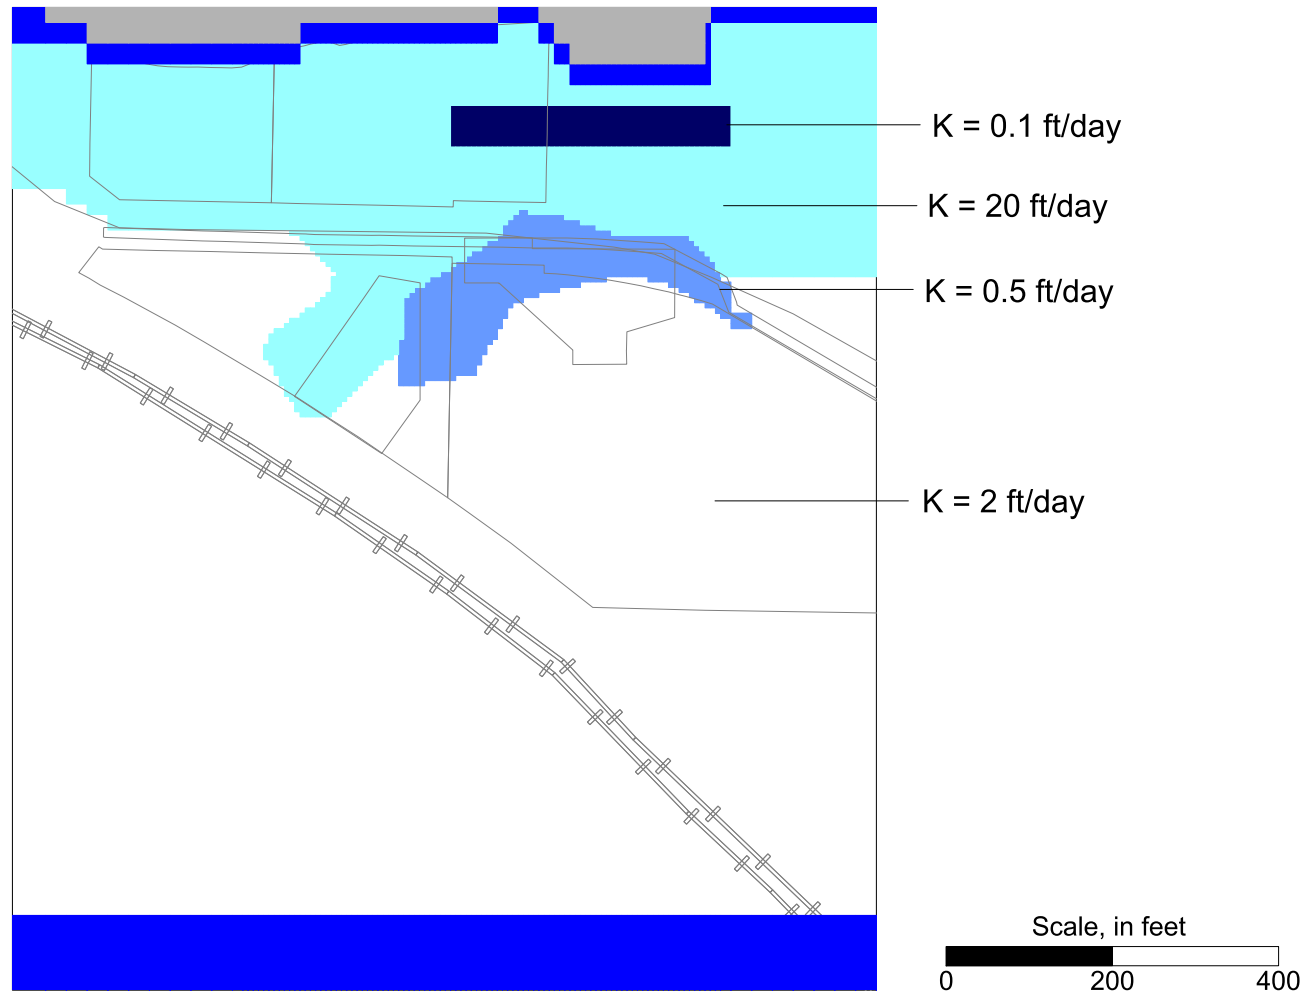 K = 0.1 ft/day
K = 20 ft/day
K = 0.5 ft/day
K = 2 ft/day
Scale, in feet
0 200 400